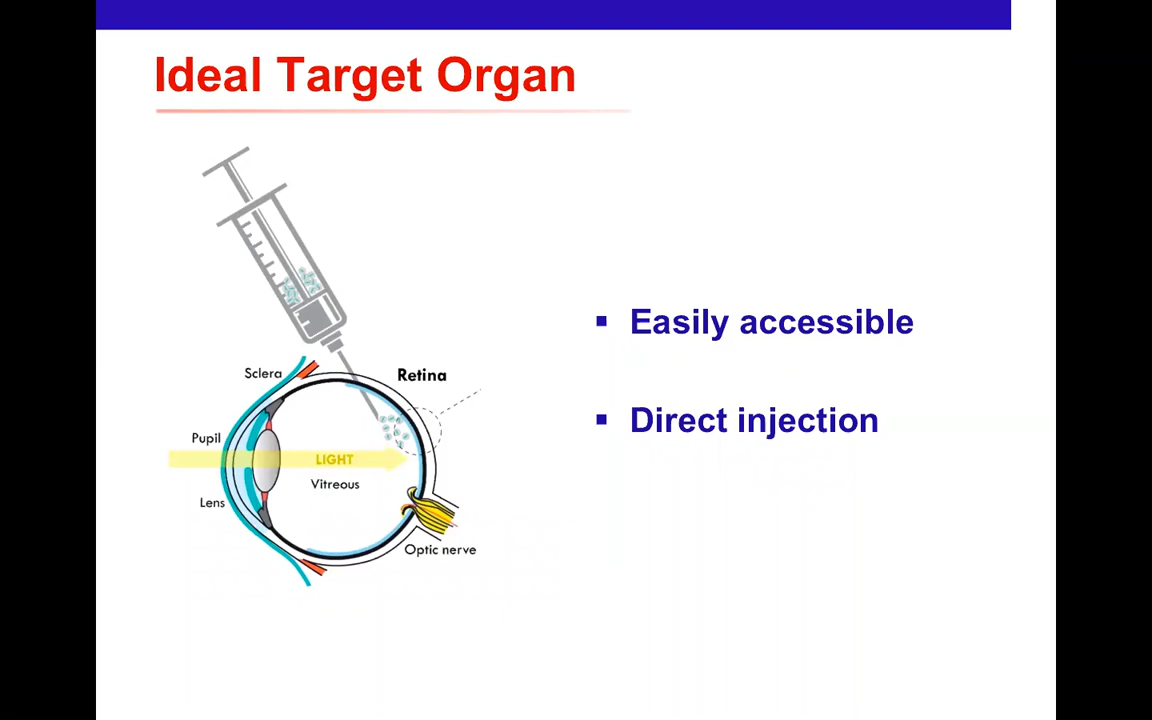 Ideal Target Organ
Sclera
Retina
Pupil
LIGHT
Vitreous
Lens
Optic nerve
▪ Easily accessible
▪ Direct injection